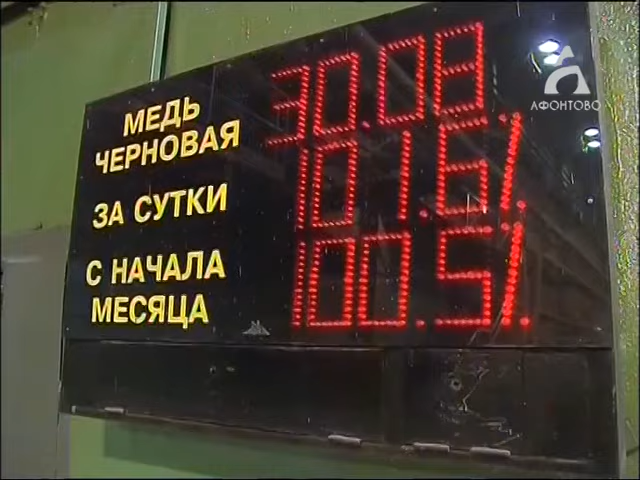 АФОНТОВО
МЕДЬ
ЧЕРНОВАЯ
30.08
ЗА СУТКИ
101.6%
С НАЧАЛА
МЕСЯЦА
100.5%